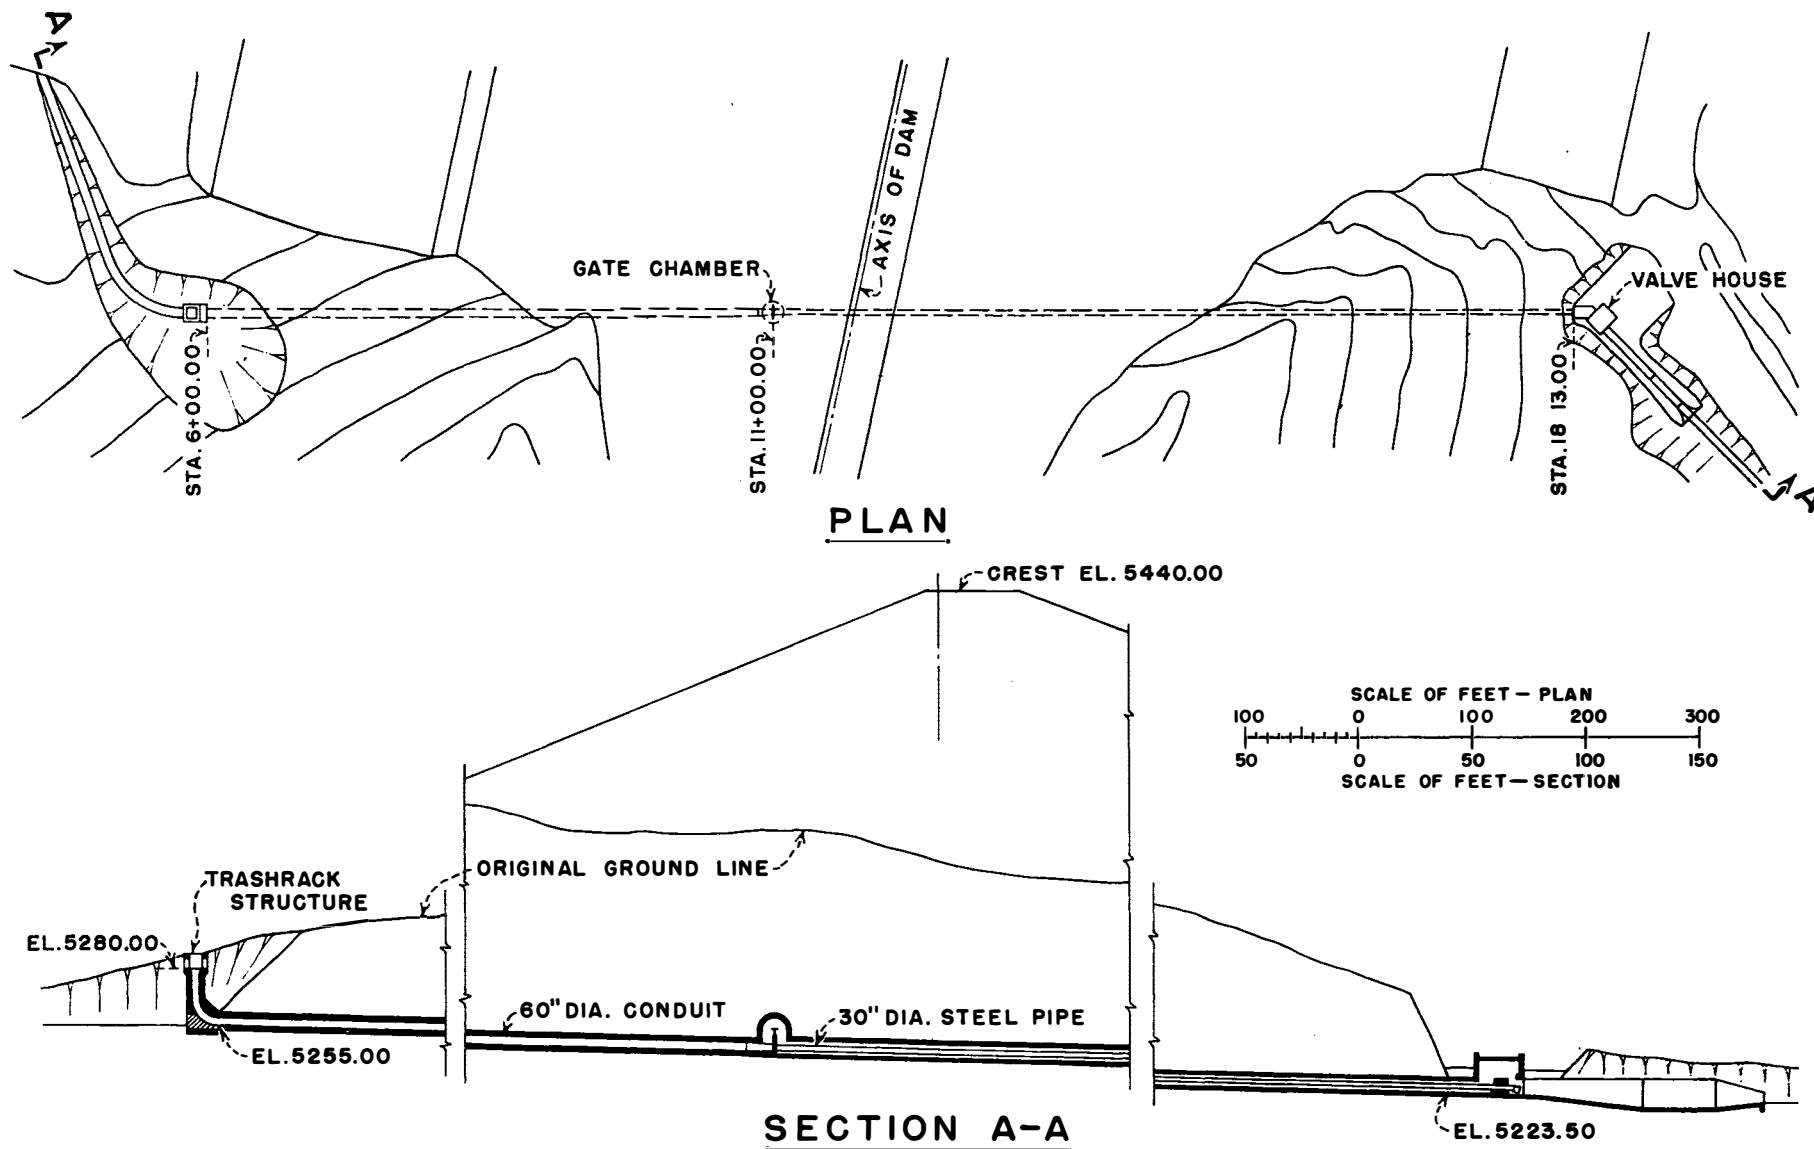 A
A
GATE CHAMBER
AXIS OF DAM
VALVE HOUSE
STA. 6+00.00
STA. 11+00.00
STA. 18 13.00
PLAN
CREST EL. 5440.00
SCALE OF FEET — PLAN
100 0 100 200 300
50 0 50 100 150
SCALE OF FEET — SECTION
TRASHRACK
STRUCTURE
ORIGINAL GROUND LINE
EL. 5280.00
60" DIA. CONDUIT
30" DIA. STEEL PIPE
EL. 5255.00
EL. 5223.50
SECTION A-A